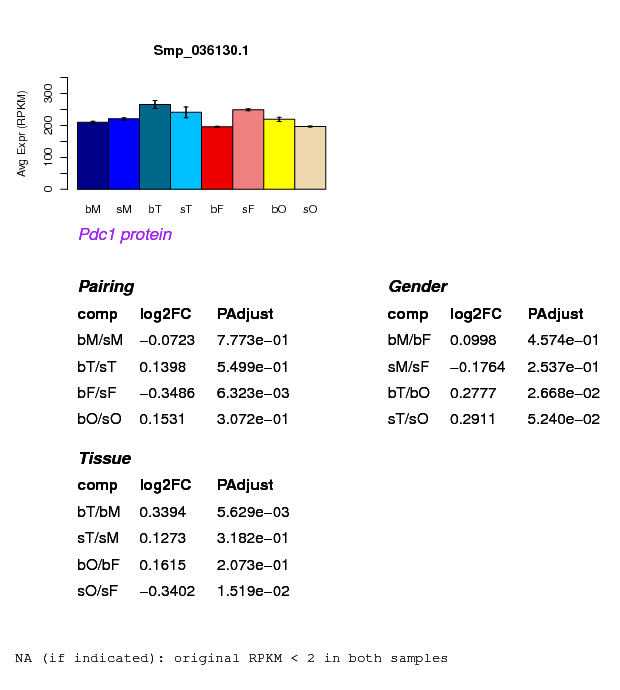 Smp_036130.1
Avg Expr (RPKM)
0 100 200 300
bM sM bT sT bF sF bO sO
Pdc1 protein
Pairing
comp log2FC PAdjust
bM/sM −0.0723 7.773e−01
bT/sT 0.1398 5.499e−01
bF/sF −0.3486 6.323e−03
bO/sO 0.1531 3.072e−01
Gender
comp log2FC PAdjust
bM/bF 0.0998 4.574e−01
sM/sF −0.1764 2.537e−01
bT/bO 0.2777 2.668e−02
sT/sO 0.2911 5.240e−02
Tissue
comp log2FC PAdjust
bT/bM 0.3394 5.629e−03
sT/sM 0.1273 3.182e−01
bO/bF 0.1615 2.073e−01
sO/sF −0.3402 1.519e−02
NA (if indicated): original RPKM < 2 in both samples